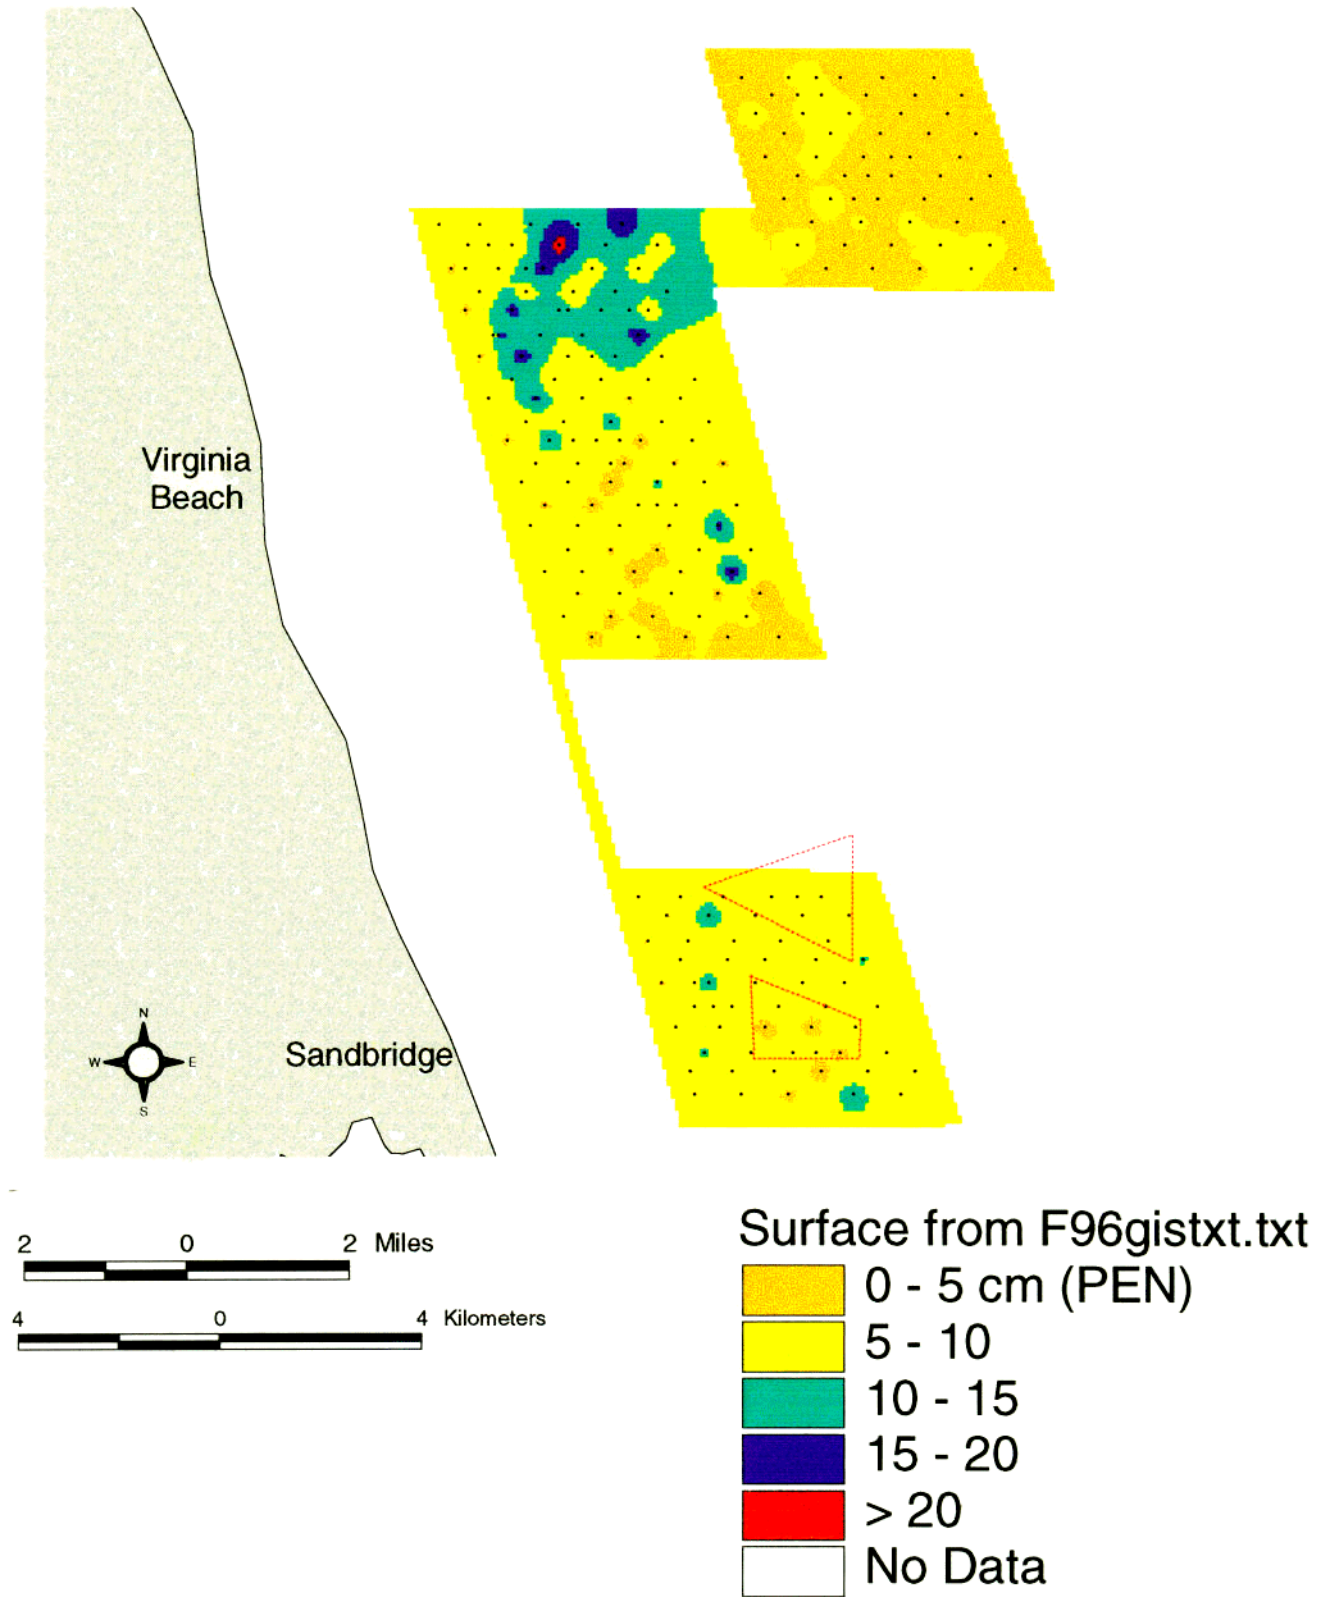 Virginia
Beach
N
W E
S
Sandbridge
2 0 2 Miles
4 0 4 Kilometers
Surface from F96gistxt.txt
0 - 5 cm (PEN)
5 - 10
10 - 15
15 - 20
> 20
No Data